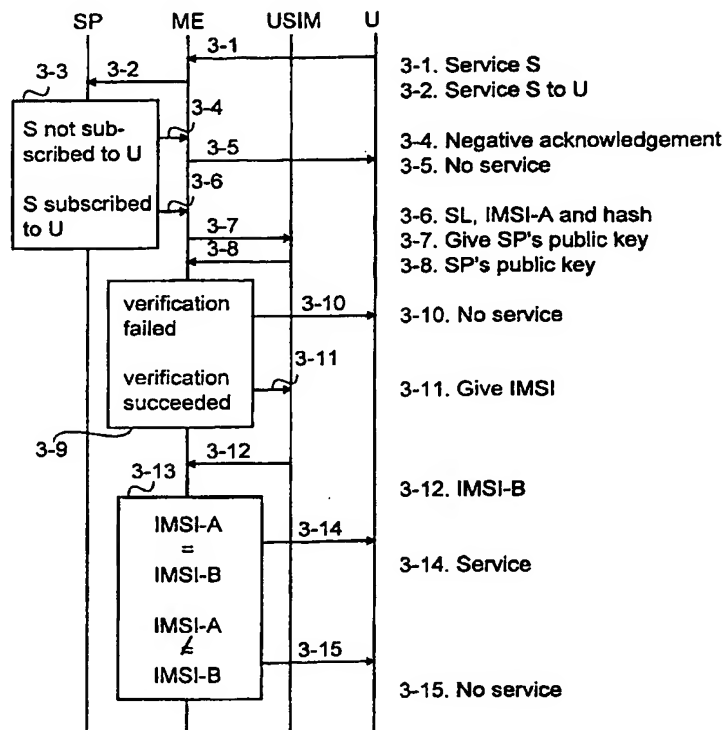 SP ME USIM U
3-1
3-1. Service S
3-3 3-2
3-2. Service S to U
3-4
S not sub-
scribed to U
3-4. Negative acknowledgement
3-5
3-5. No service
3-6
S subscribed
to U
3-6. SL, IMSI-A and hash
3-7
3-7. Give SP's public key
3-8
3-8. SP's public key
verification
failed
3-10
3-10. No service
3-11
verification
succeeded
3-11. Give IMSI
3-9
3-12
3-13
3-12. IMSI-B
IMSI-A
=
IMSI-B
3-14
3-14. Service
IMSI-A
≠
IMSI-B
3-15
3-15. No service